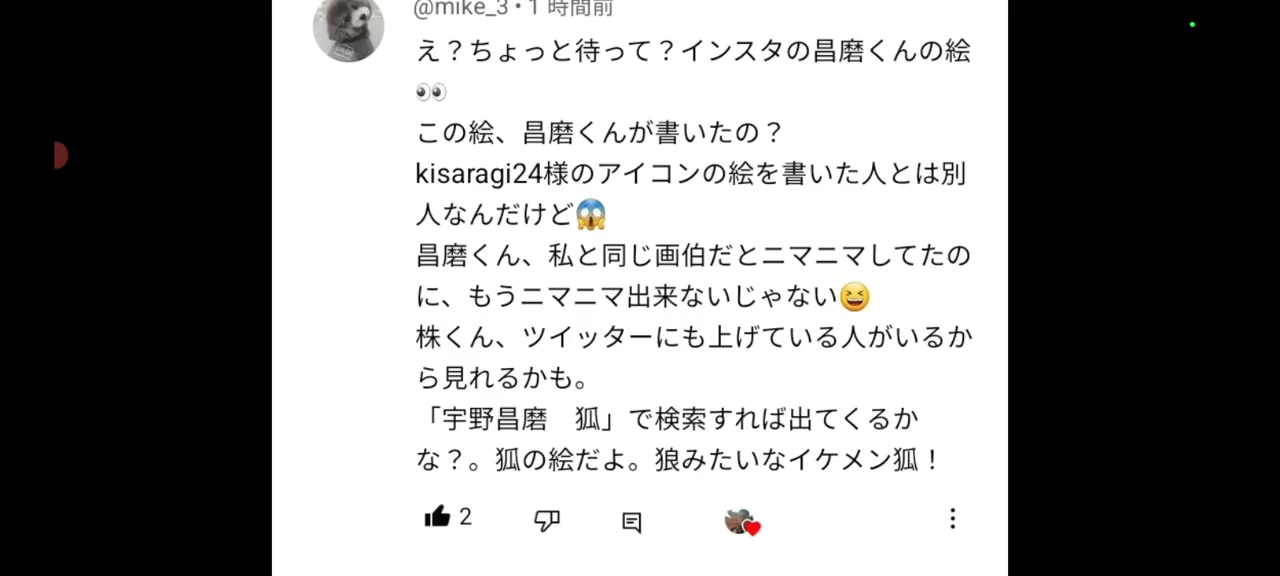 @mike_3・1 時間前
え？ちょっと待って？インスタの昌磨くんの絵
👀
この絵、昌磨くんが書いたの？
kisaragi24様のアイコンの絵を書いた人とは別
人なんだけど😱
昌磨くん、私と同じ画伯だとニマニマしてたの
に、もうニマニマ出来ないじゃない😆
株くん、ツイッターにも上げている人がいるか
ら見れるかも。
「宇野昌磨　狐」で検索すれば出てくるか
な？。狐の絵だよ。狼みたいなイケメン狐！
2